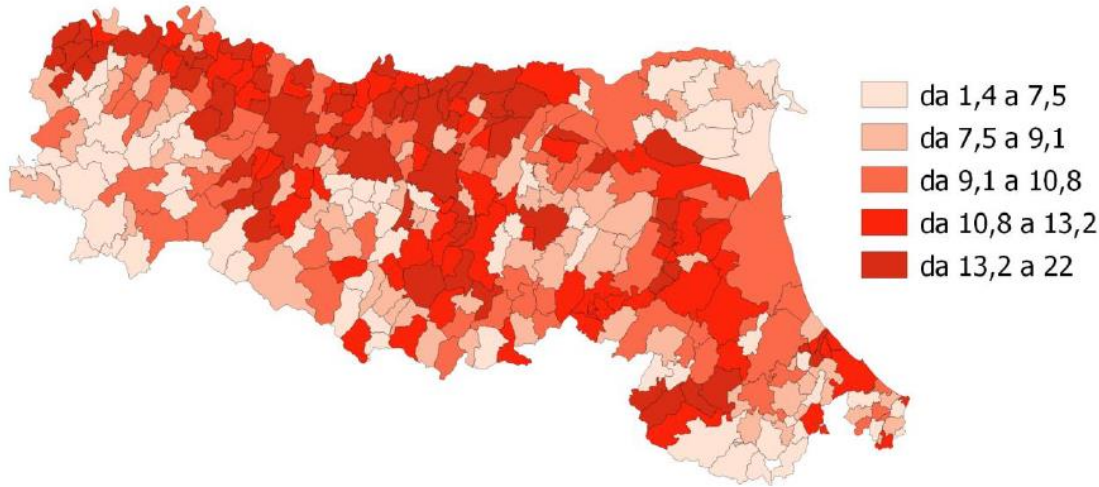 da 1,4 a 7,5
da 7,5 a 9,1
da 9,1 a 10,8
da 10,8 a 13,2
da 13,2 a 22